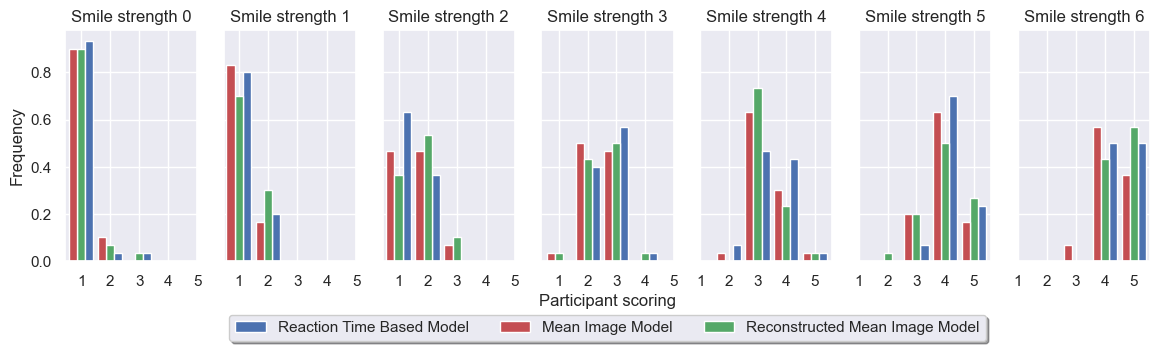 Smile strength 0 Smile strength 1 Smile strength 2 Smile strength 3 Smile strength 4 Smile strength 5 Smile strength 6
Frequency
0.8
0.6
0.4
0.2
0.0
1 2 3 4 5 1 2 3 4 5 1 2 3 4 5 1 2 3 4 5 1 2 3 4 5 1 2 3 4 5 1 2 3 4 5
Participant scoring
Reaction Time Based Model Mean Image Model Reconstructed Mean Image Model